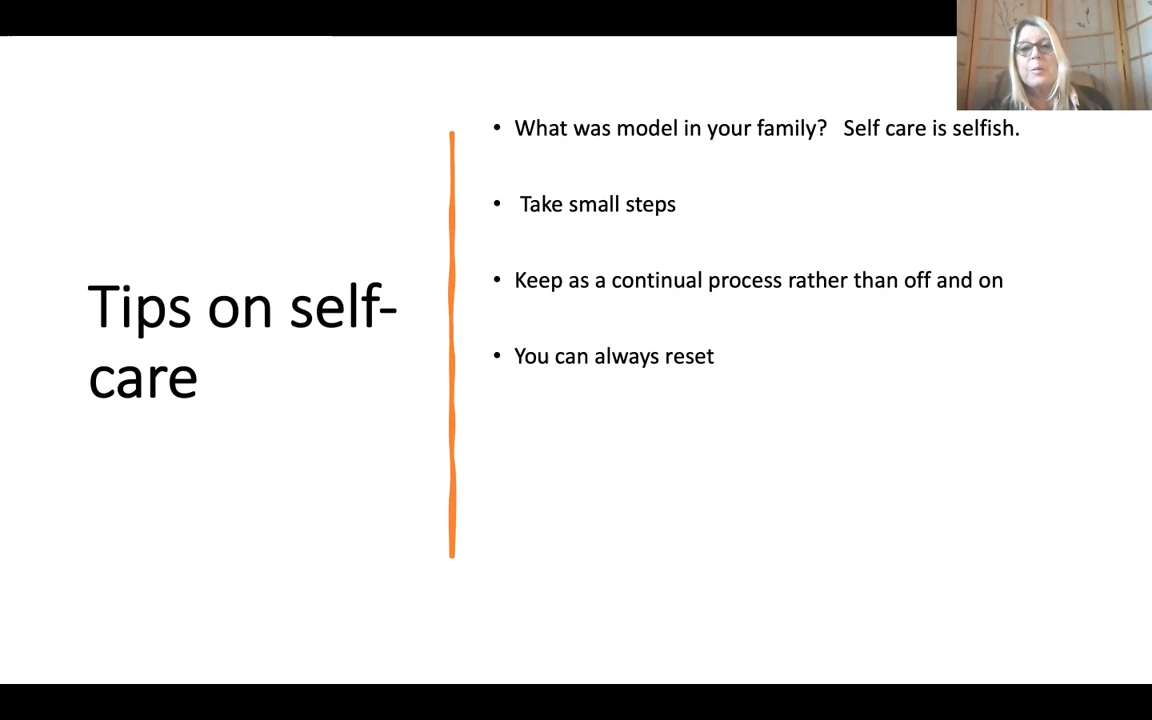 Tips on self-
care
• What was model in your family?   Self care is selfish.
• Take small steps
• Keep as a continual process rather than off and on
• You can always reset